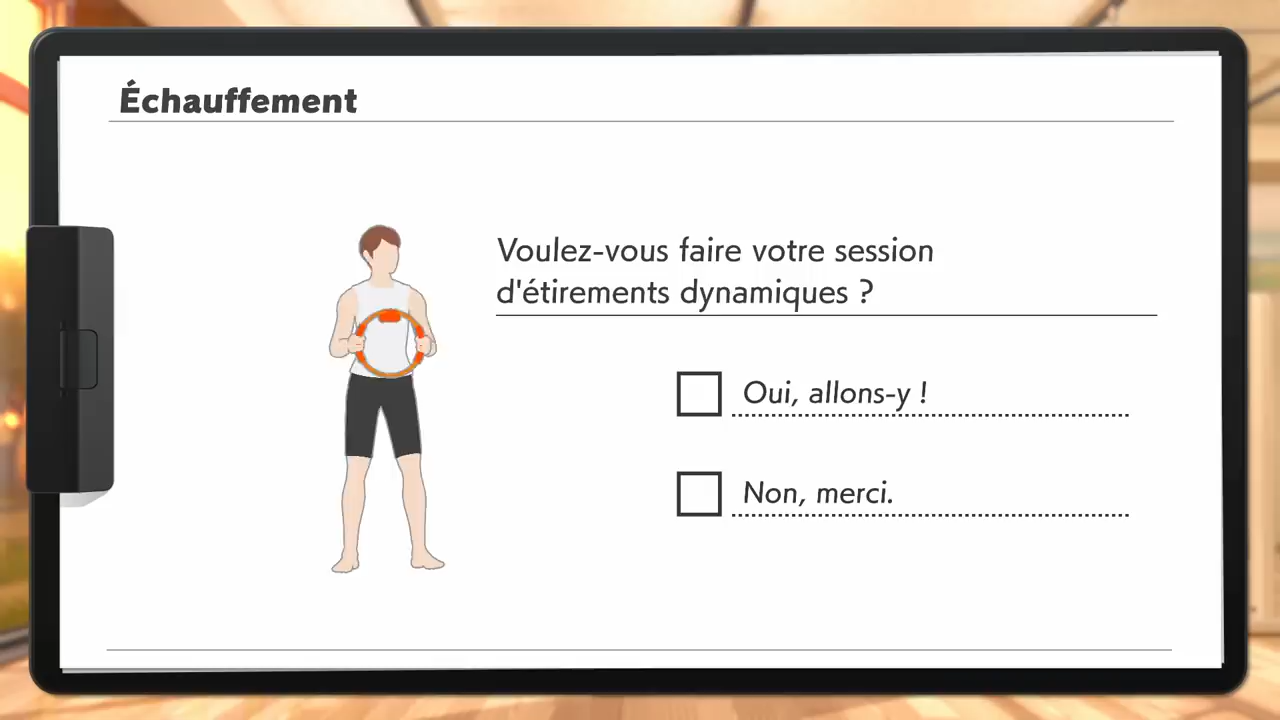 Échauffement
Voulez-vous faire votre session
d'étirements dynamiques ?
Oui, allons-y !
Non, merci.